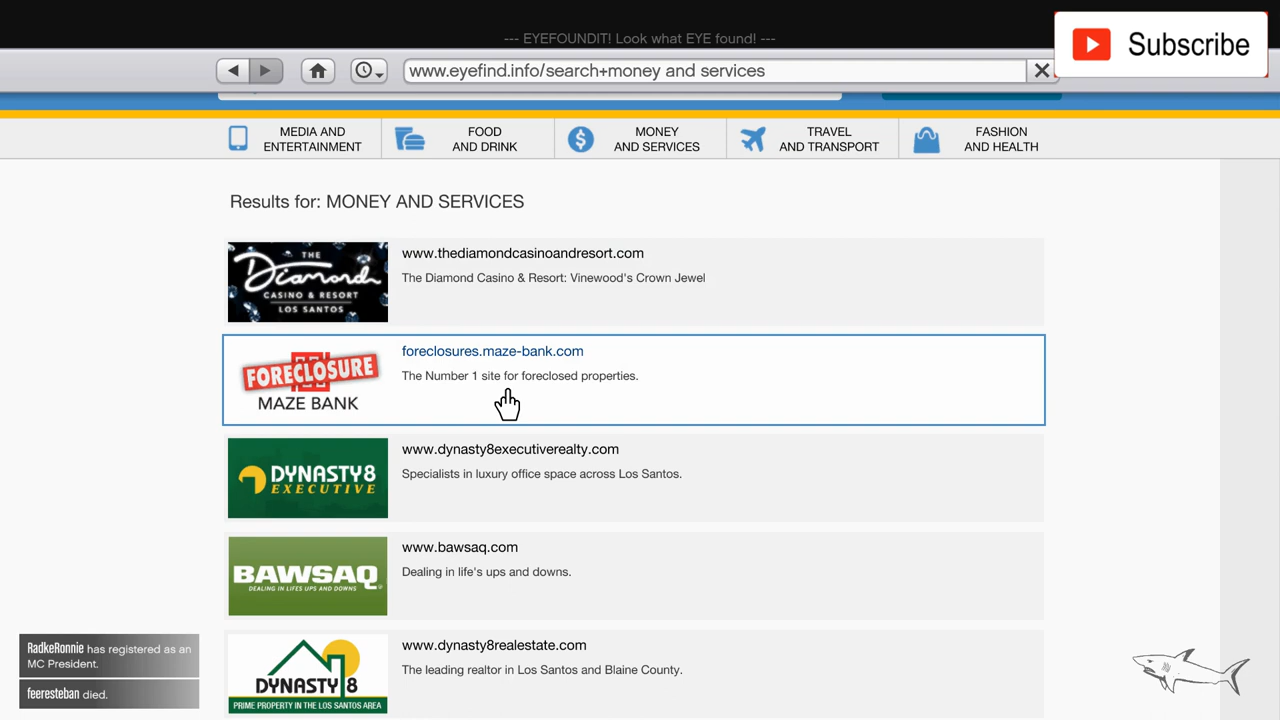 --- EYEFOUNDIT! Look what EYE found! ---
Subscribe
www.eyefind.info/search+money and services
MEDIA AND
ENTERTAINMENT
FOOD
AND DRINK
MONEY
AND SERVICES
TRAVEL
AND TRANSPORT
FASHION
AND HEALTH
Results for: MONEY AND SERVICES
THE
Diamond
CASINO & RESORT
LOS SANTOS
www.thediamondcasinoandresort.com
The Diamond Casino & Resort: Vinewood's Crown Jewel
FORECLOSURE
MAZE BANK
foreclosures.maze-bank.com
The Number 1 site for foreclosed properties.
DYNASTY8
EXECUTIVE
www.dynasty8executiverealty.com
Specialists in luxury office space across Los Santos.
BAWSAQ
DEALING IN LIFES UPS AND DOWNS
www.bawsaq.com
Dealing in life's ups and downs.
DYNASTY 8
PRIME PROPERTY IN THE LOS SANTOS AREA
www.dynasty8realestate.com
The leading realtor in Los Santos and Blaine County.
RadkeRonnie has registered as an
MC President.
feeresteban died.